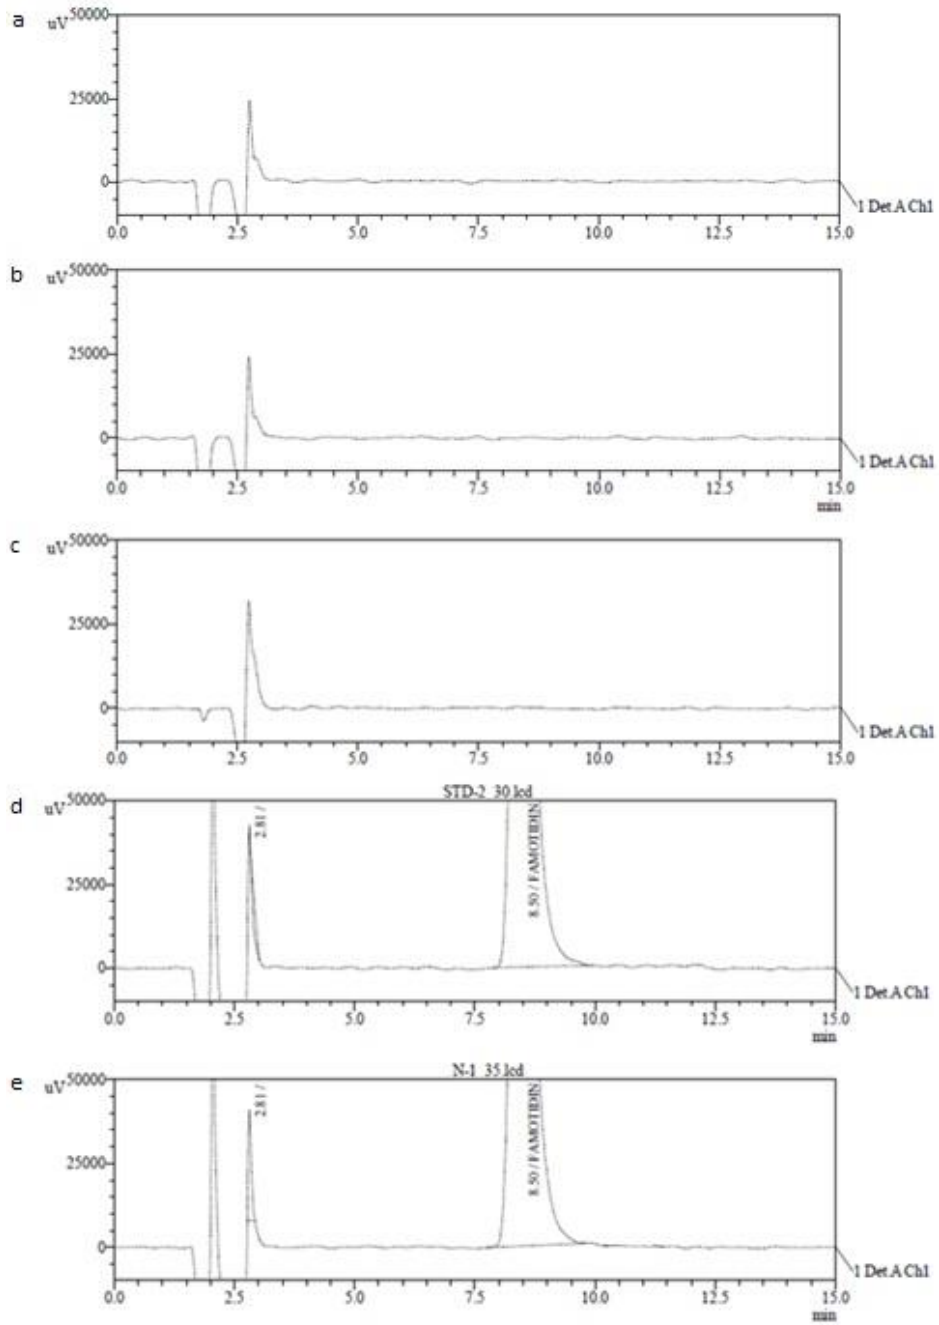 a
uV
50000
25000
0
0.0 2.5 5.0 7.5 10.0 12.5 15.0
1 Det.A Ch1
b
uV
50000
25000
0
0.0 2.5 5.0 7.5 10.0 12.5 15.0
min
1 Det.A Ch1
c
uV
50000
25000
0
0.0 2.5 5.0 7.5 10.0 12.5 15.0
1 Det.A Ch1
d
STD-2 30.lcd
uV
50000
25000
0
2.81 /
8.50 / FAMOTIDIN
0.0 2.5 5.0 7.5 10.0 12.5 15.0
min
1 Det.A Ch1
e
N-1 35.lcd
uV
50000
25000
0
2.81 /
8.50 / FAMOTIDIN
0.0 2.5 5.0 7.5 10.0 12.5 15.0
min
1 Det.A Ch1